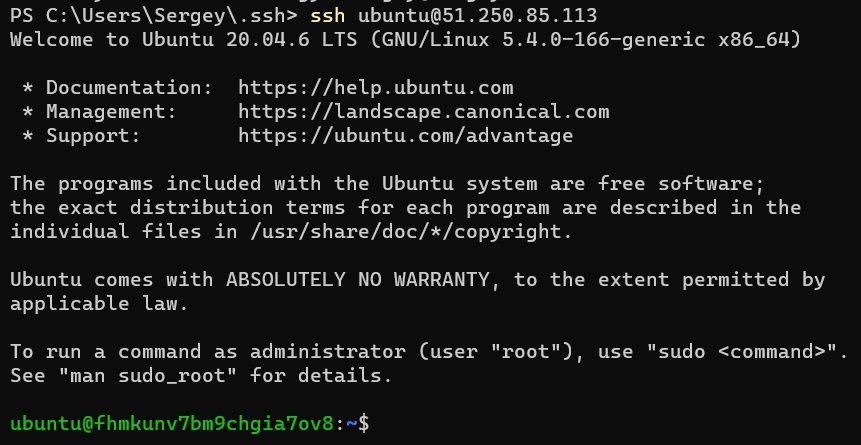 PS C:\Users\Sergey\.ssh> ssh ubuntu@51.250.85.113
Welcome to Ubuntu 20.04.6 LTS (GNU/Linux 5.4.0-166-generic x86_64)
* Documentation:  https://help.ubuntu.com
* Management:     https://landscape.canonical.com
* Support:        https://ubuntu.com/advantage
The programs included with the Ubuntu system are free software;
the exact distribution terms for each program are described in the
individual files in /usr/share/doc/*/copyright.
Ubuntu comes with ABSOLUTELY NO WARRANTY, to the extent permitted by
applicable law.
To run a command as administrator (user "root"), use "sudo <command>".
See "man sudo_root" for details.
ubuntu@fhmkunv7bm9chgia7ov8:~$